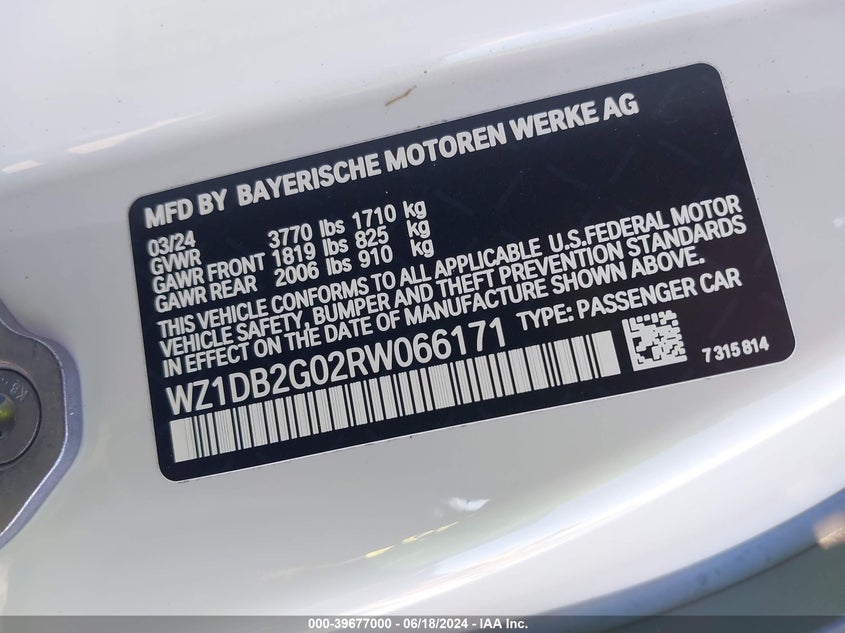 MFD BY BAYERISCHE MOTOREN WERKE AG
03/24
GVWR 3770 lbs 1710 kg
GAWR FRONT 1819 lbs 825 kg
GAWR REAR 2006 lbs 910 kg
THIS VEHICLE CONFORMS TO ALL APPLICABLE U.S.FEDERAL MOTOR
VEHICLE SAFETY, BUMPER AND THEFT PREVENTION STANDARDS
IN EFFECT ON THE DATE OF MANUFACTURE SHOWN ABOVE.
WZ1DB2G02RW066171 TYPE: PASSENGER CAR
7 315 814
000-39677000 - 06/18/2024 - IAA Inc.